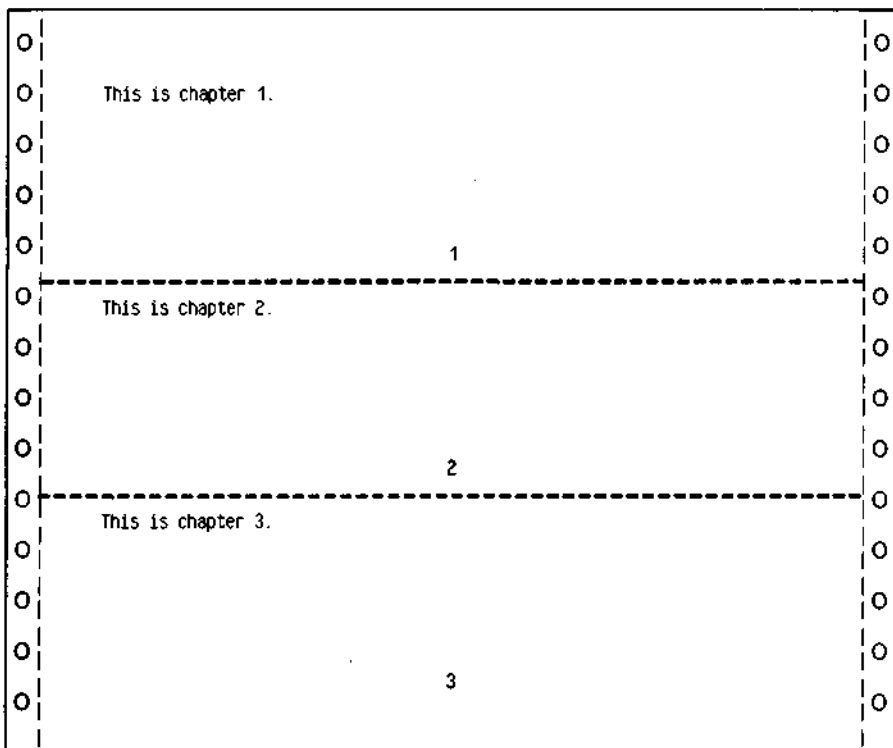 This is chapter 1.
1
This is chapter 2.
2
This is chapter 3.
3